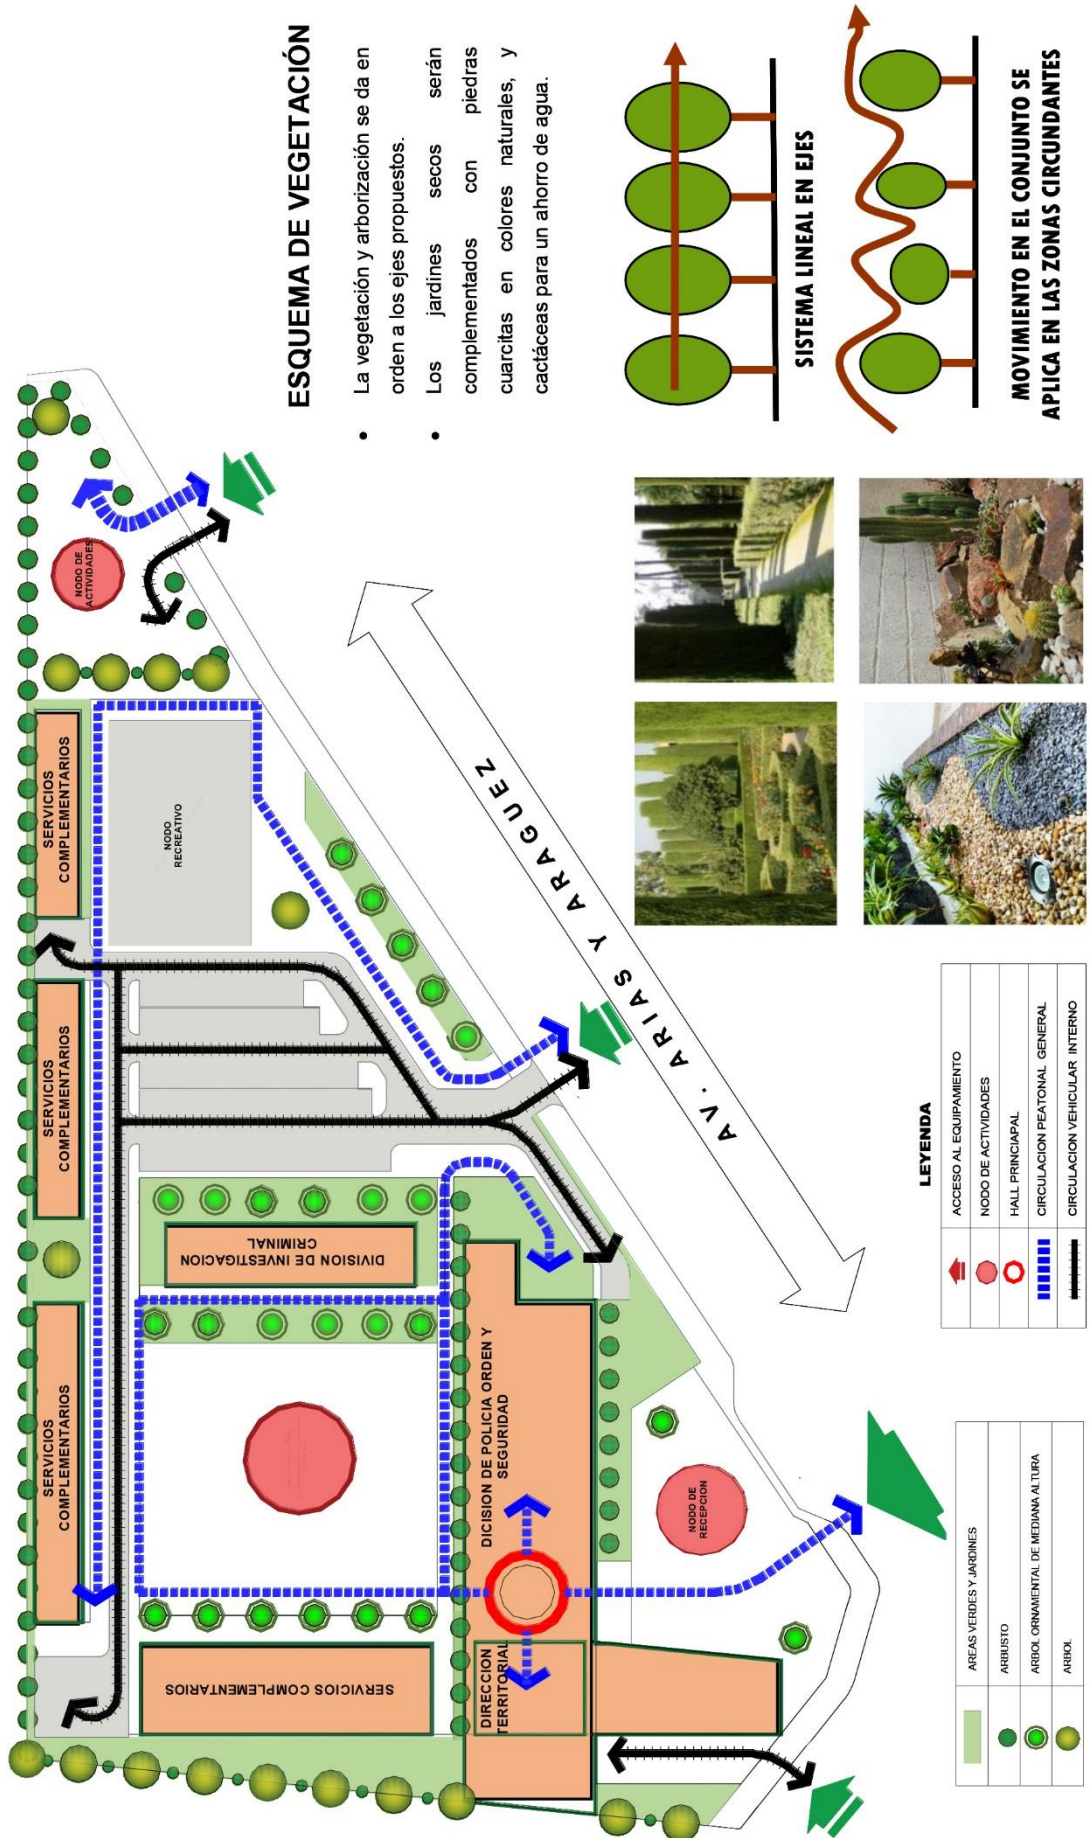 ESQUEMA DE VEGETACIÓN
• La vegetación y arborización se da en
orden a los ejes propuestos.
• Los jardines secos serán
complementados con piedras
cuarcitas en colores naturales, y
cactáceas para un ahorro de agua.
SISTEMA LINEAL EN EJES
MOVIMIENTO EN EL CONJUNTO SE
APLICA EN LAS ZONAS CIRCUNDANTES
SERVICIOS
COMPLEMENTARIOS
SERVICIOS
COMPLEMENTARIOS
SERVICIOS
COMPLEMENTARIOS
NODO DE
ACTIVIDADES
NODO
RECREATIVO
DIVISION DE INVESTIGACION
CRIMINAL
SERVICIOS COMPLEMENTARIOS
DICISION DE POLICIA ORDEN Y
SEGURIDAD
DIRECCION
TERRITORIAL
NODO DE
RECEPCION
AV. ARIAS Y ARAGUEZ
LEYENDA
ACCESO AL EQUIPAMIENTO
NODO DE ACTIVIDADES
HALL PRINCIAPAL
CIRCULACION PEATONAL GENERAL
CIRCULACION VEHICULAR INTERNO
AREAS VERDES Y JARDINES
ARBUSTO
ARBOL ORNAMENTAL DE MEDIANA ALTURA
ARBOL